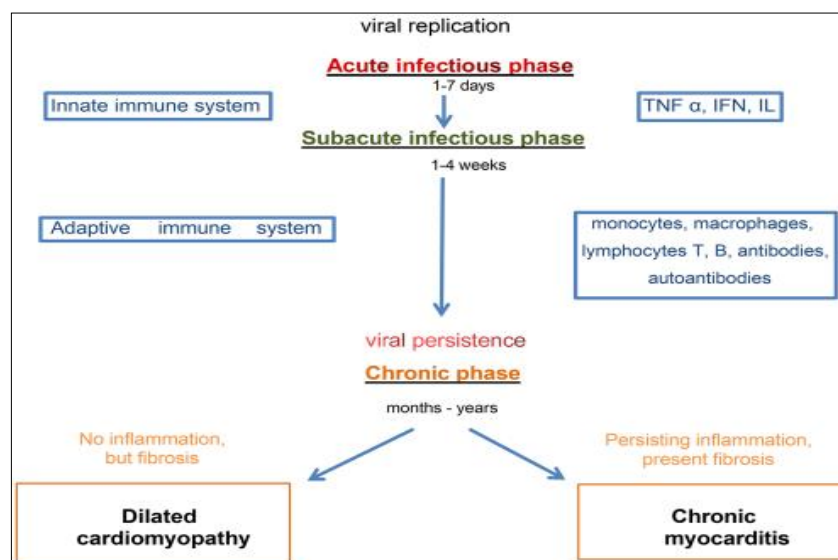 viral replication
Acute infectious phase
1-7 days
Innate immune system
TNF α, IFN, IL
Subacute infectious phase
1-4 weeks
Adaptive immune system
monocytes, macrophages,
lymphocytes T, B, antibodies,
autoantibodies
viral persistence
Chronic phase
months - years
No inflammation,
but fibrosis
Persisting inflammation,
present fibrosis
Dilated
cardiomyopathy
Chronic
myocarditis